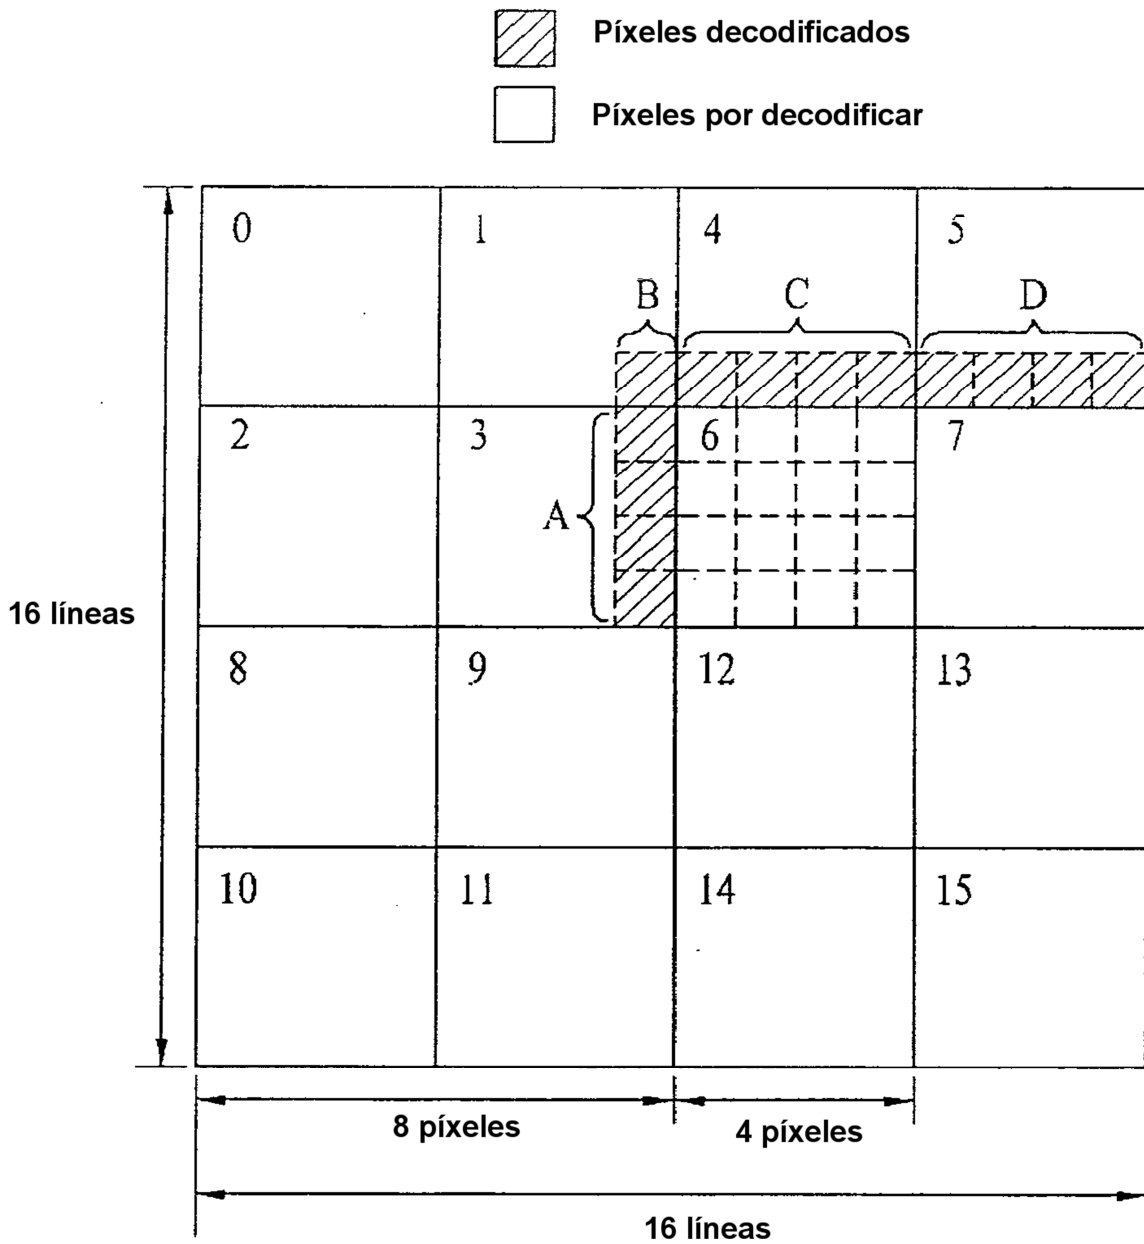 Píxeles decodificados
Píxeles por decodificar
0 1 4 5
B C D
2 3 6 7
A
16 líneas
8 9 12 13
10 11 14 15
8 píxeles 4 píxeles
16 líneas